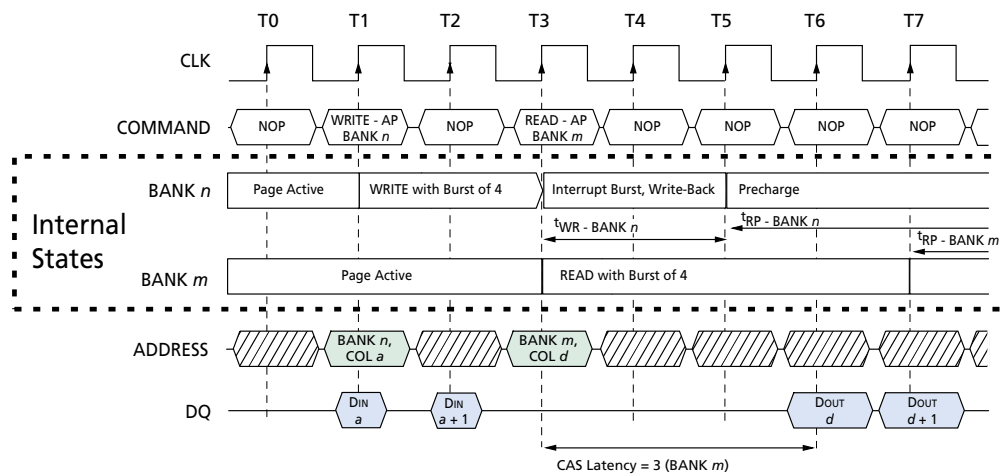 T0 T1 T2 T3 T4 T5 T6 T7
CLK
COMMAND NOP WRITE - AP NOP READ - AP NOP NOP NOP NOP
BANK n BANK m
BANK n Page Active WRITE with Burst of 4 Interrupt Burst, Write-Back Precharge
tWR - BANK n tRP - BANK n
tRP - BANK m
Internal
States
BANK m Page Active READ with Burst of 4
ADDRESS BANK n, BANK m,
COL a COL d
DQ DIN DIN DOUT DOUT
a a + 1 d d + 1
CAS Latency = 3 (BANK m)